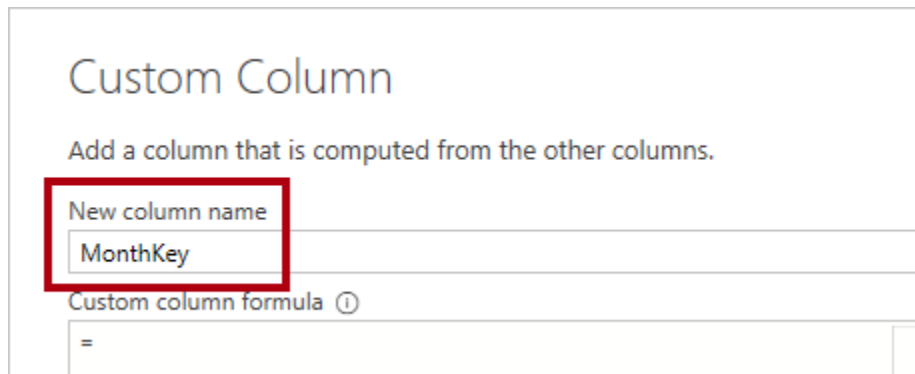 Custom Column
Add a column that is computed from the other columns.
New column name
MonthKey
Custom column formula ⓘ
=